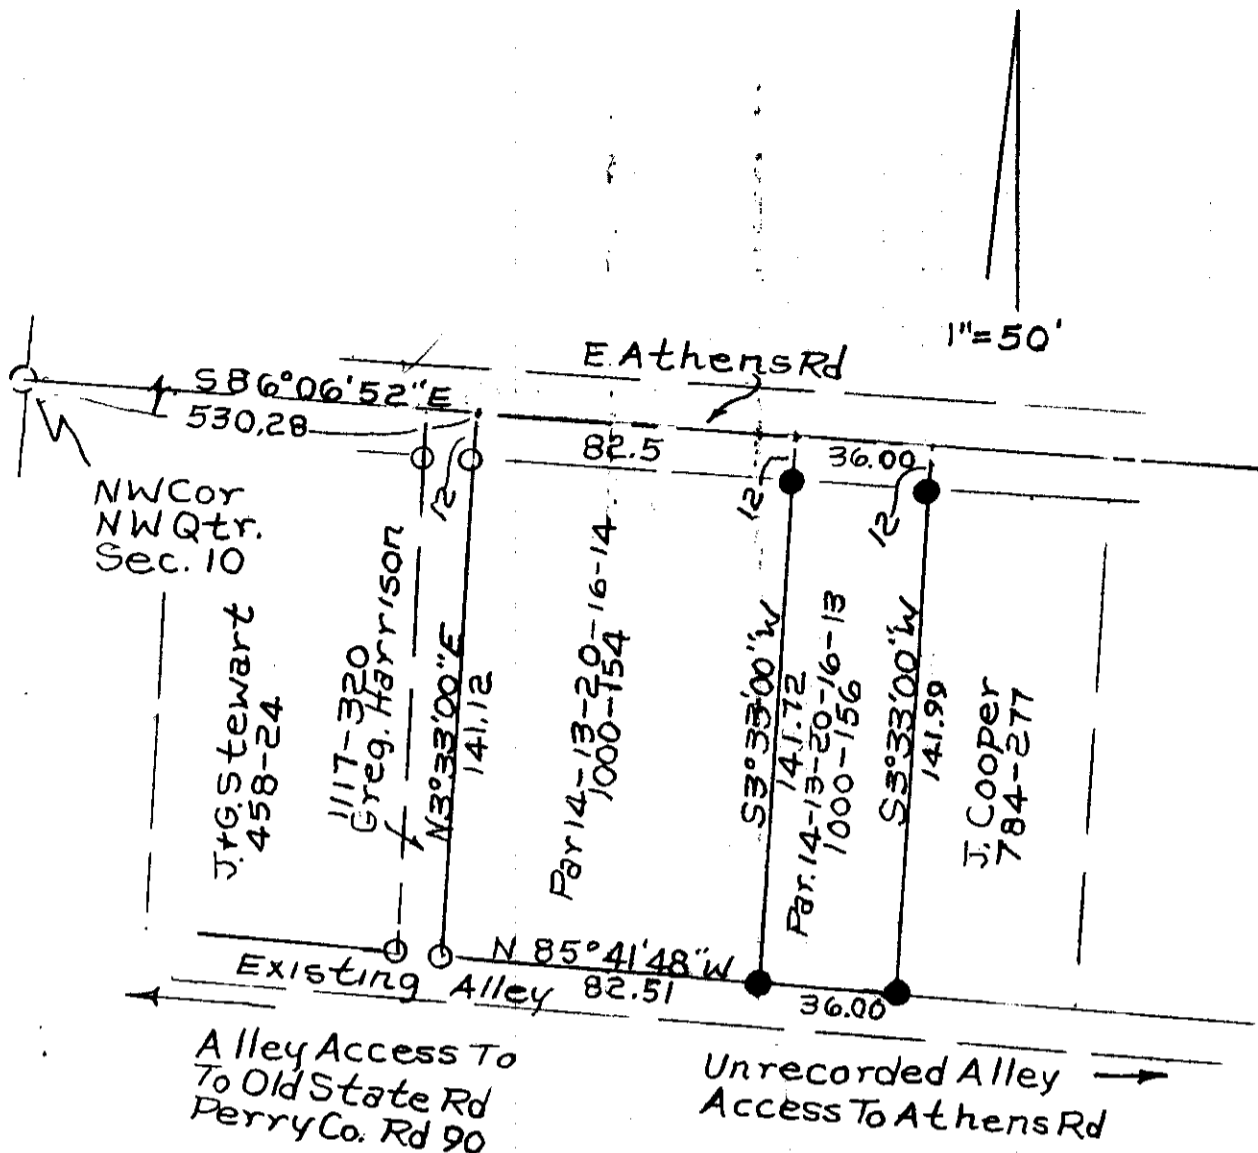 1"=50'
E. Athens Rd
S86°06'52"E
530.28
82.5
36.00
12
12
12
NW Cor
NW Qtr.
Sec. 10
J.+G. Stewart
458-24
1117-320
Greg. Harrison
N3°33'00"E
141.12
Par 14-13-20-16-14
1000-154
S3°33'00"W
141.72
Par. 14-13-20-16-13
1000-156
S3°33'00"W
141.99
J. Cooper
784-277
N 85°41'48"W
82.51
36.00
Existing Alley
Alley Access To
To Old State Rd
Perry Co. Rd 90
Unrecorded Alley
Access To Athens Rd